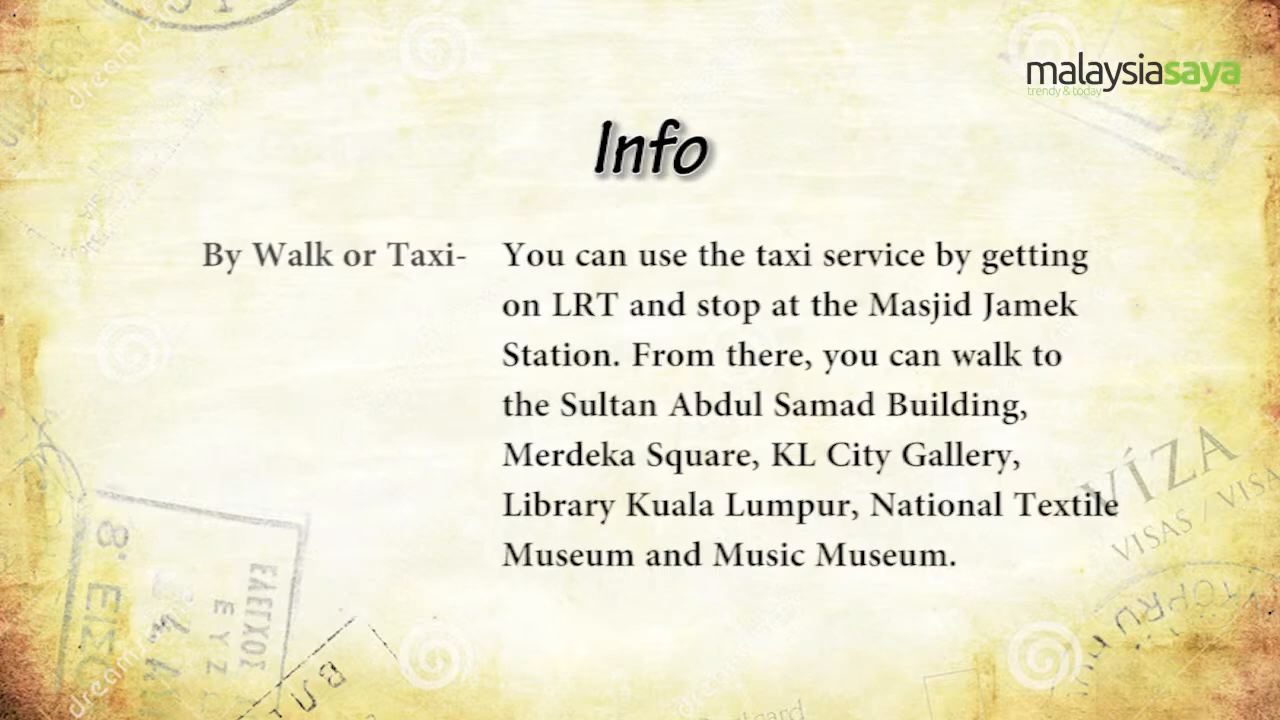 malaysiasaya
trendy & today
Info
By Walk or Taxi- You can use the taxi service by getting
on LRT and stop at the Masjid Jamek
Station. From there, you can walk to
the Sultan Abdul Samad Building,
Merdeka Square, KL City Gallery,
Library Kuala Lumpur, National Textile
Museum and Music Museum.
VÍZA
VISAS / VISA
ΕΛΕΓΧΟΣ